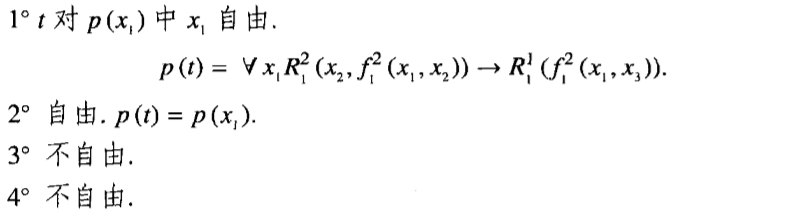 1° t 对 p(x₁) 中 x₁ 自由.
p(t) = ∀x₁R₁²(x₂, f₁²(x₁, x₂)) → R₁¹(f₁²(x₁, x₃)).
2° 自由. p(t) = p(x₁).
3° 不自由.
4° 不自由.